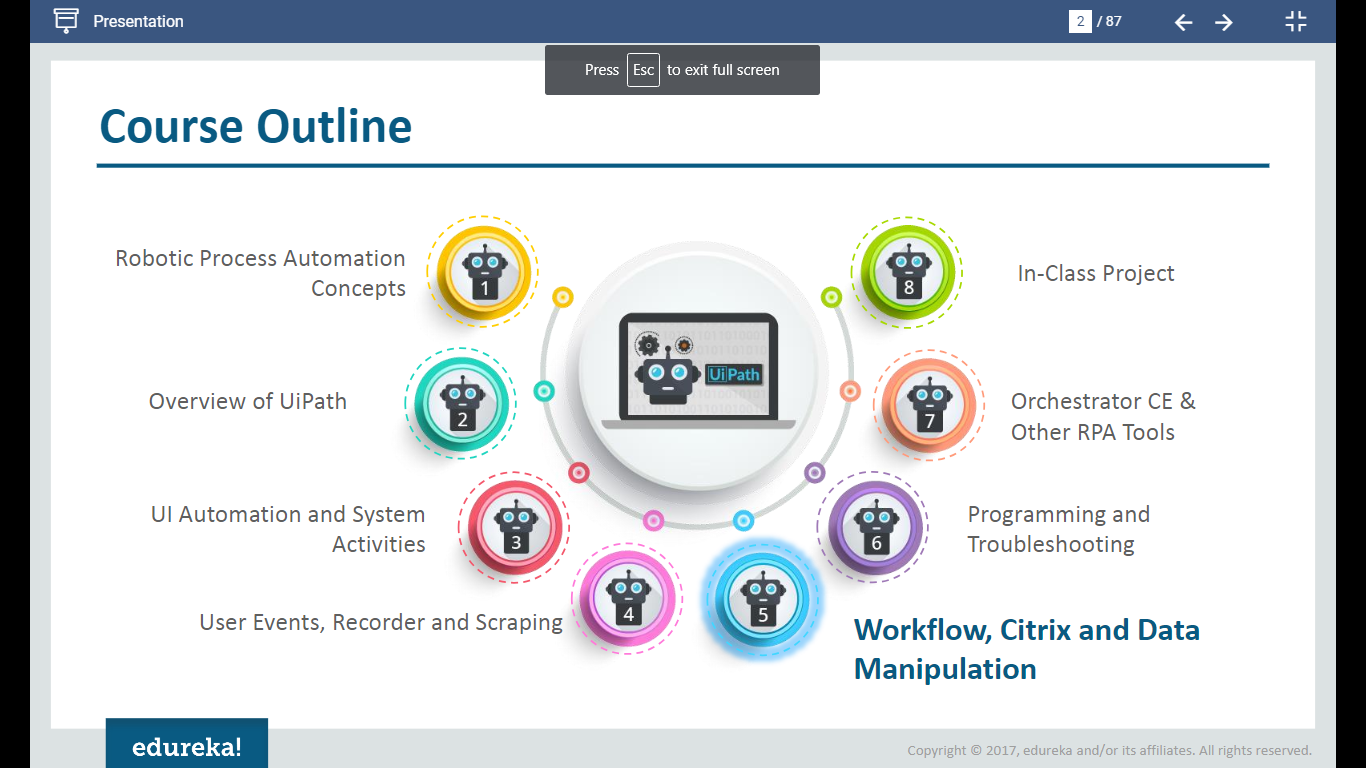 Presentation
2 / 87
Press Esc to exit full screen
Course Outline
Robotic Process Automation
Concepts
1
8
In-Class Project
UiPath
Overview of UiPath
2
7
Orchestrator CE &
Other RPA Tools
UI Automation and System
Activities
3
6
Programming and
Troubleshooting
User Events, Recorder and Scraping
4
5
Workflow, Citrix and Data
Manipulation
edureka!
Copyright © 2017, edureka and/or its affiliates. All rights reserved.